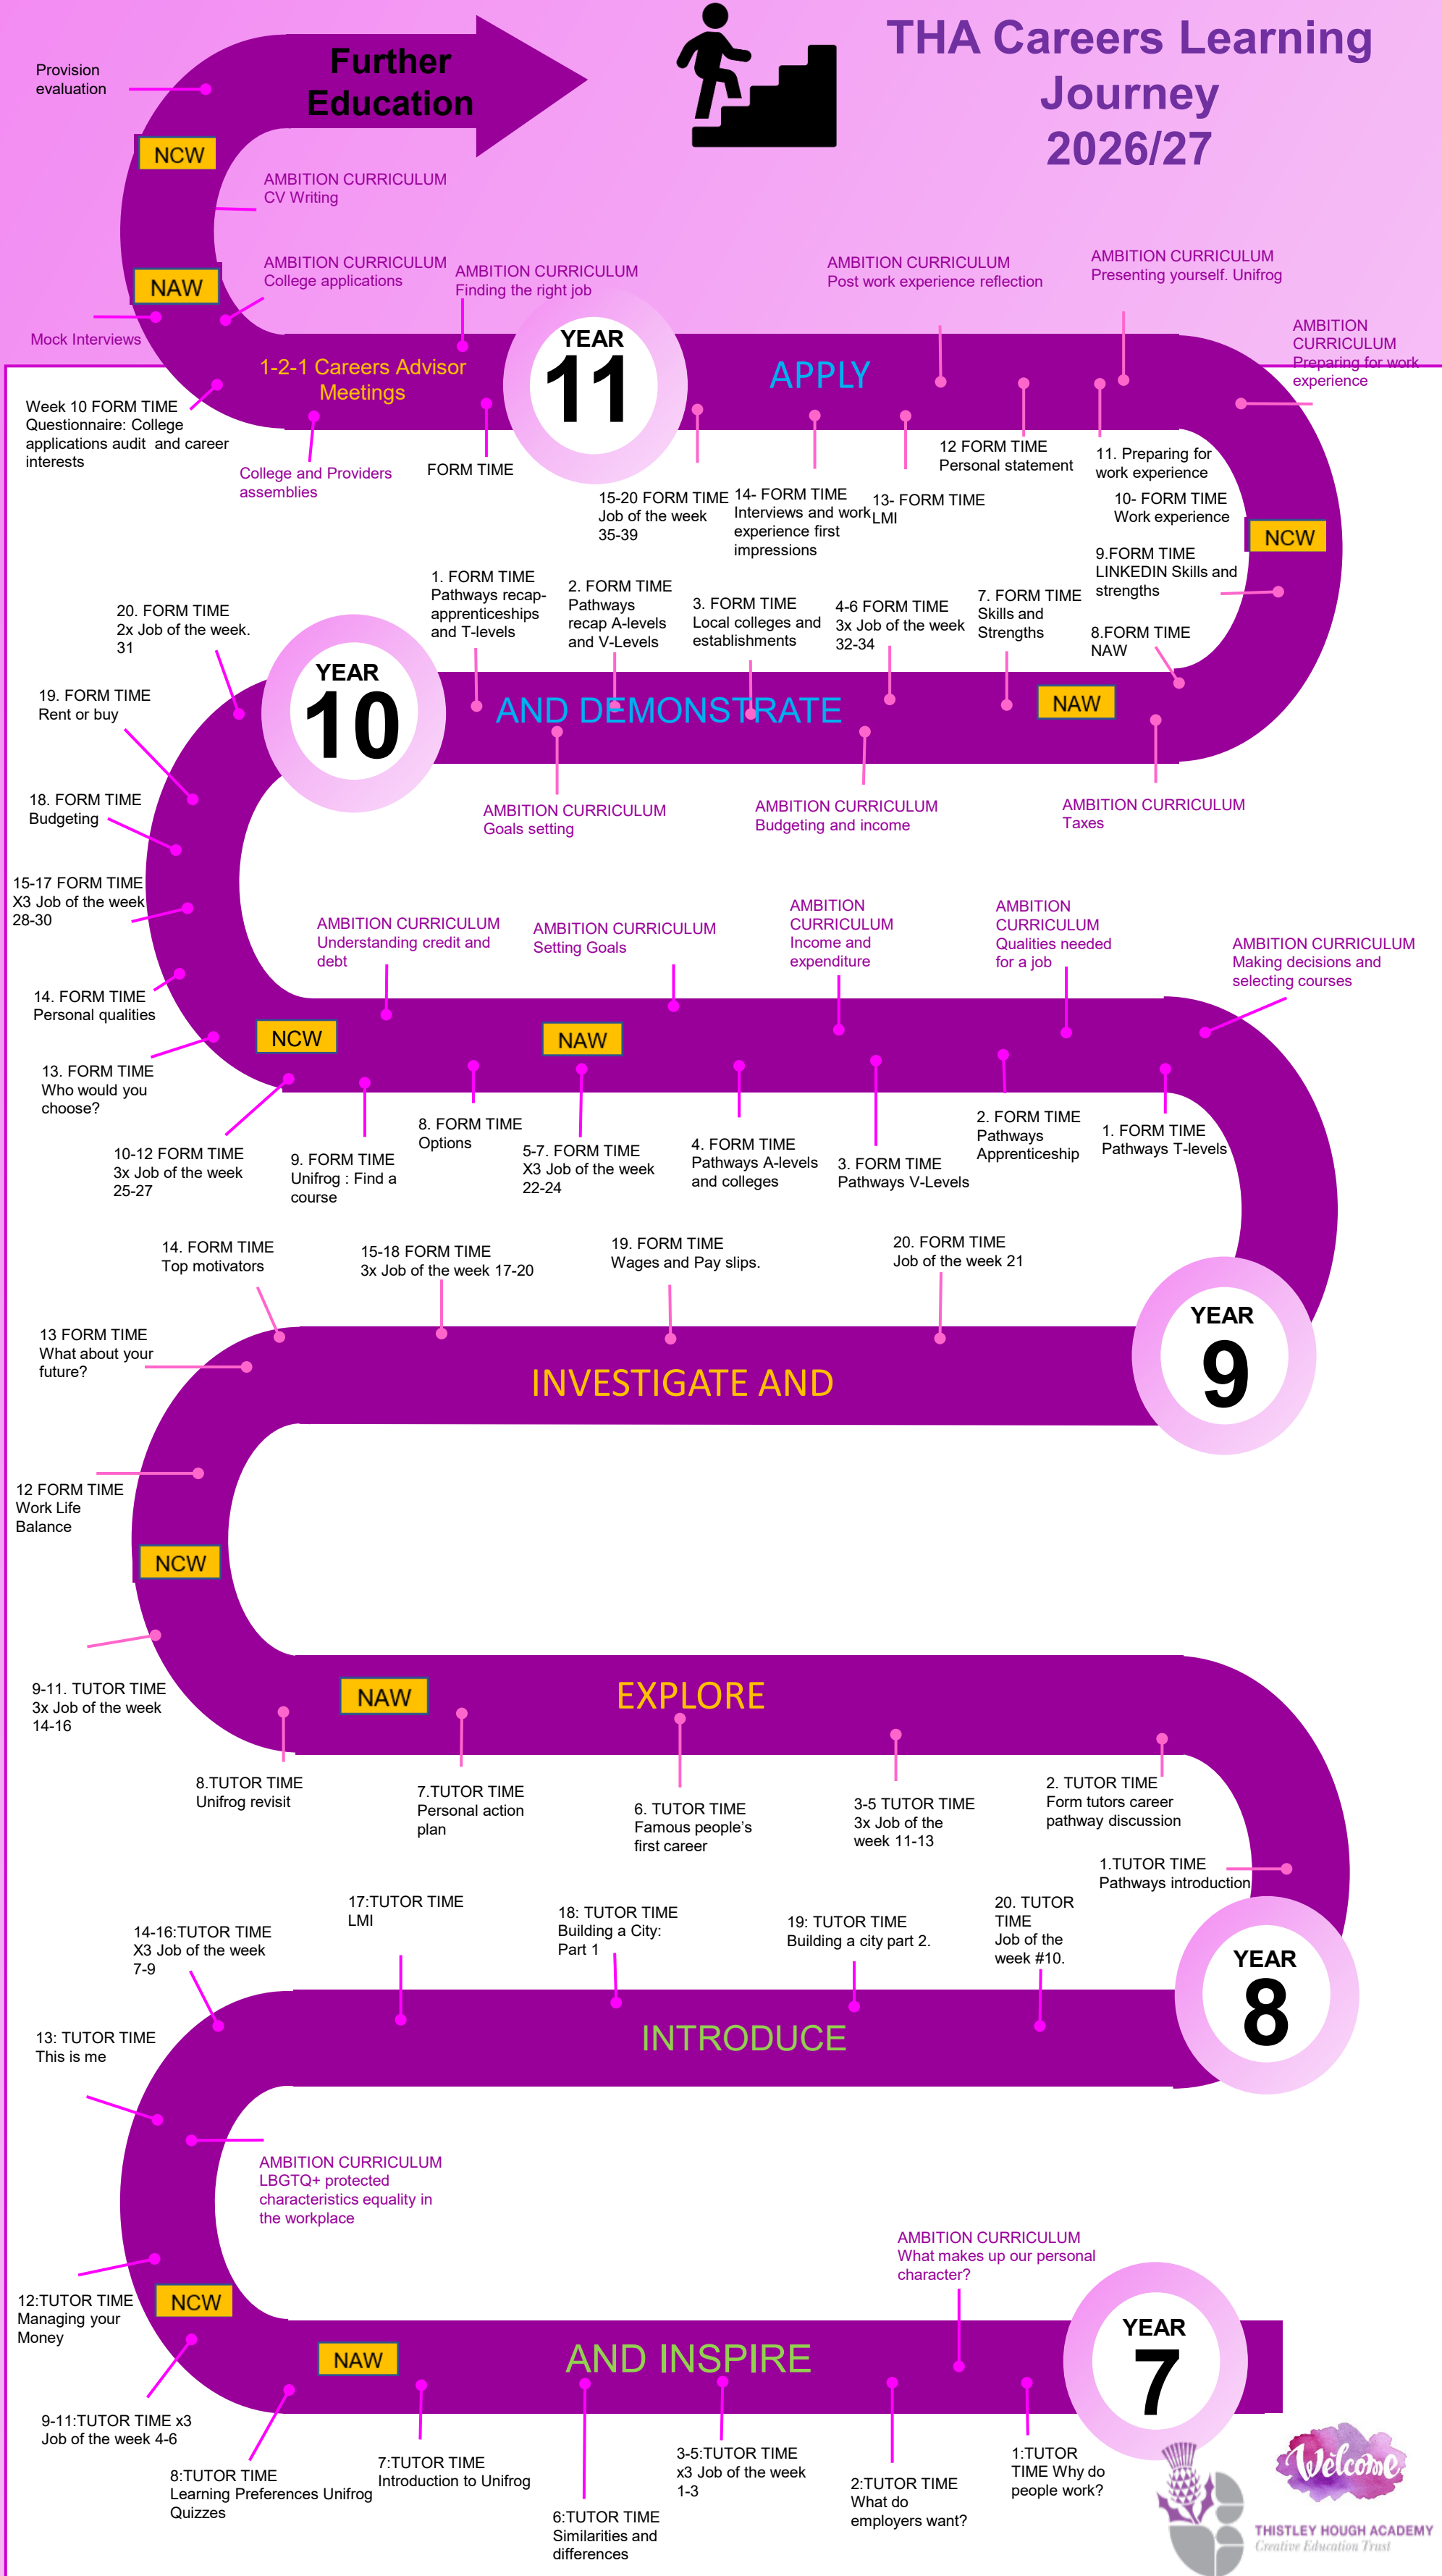 THA Careers Learning
Journey
2026/27
Further
Education
Provision
evaluation
NCW
AMBITION CURRICULUM
CV Writing
NAW
AMBITION CURRICULUM
College applications
AMBITION CURRICULUM
Finding the right job
AMBITION CURRICULUM
Post work experience reflection
AMBITION CURRICULUM
Presenting yourself. Unifrog
AMBITION
CURRICULUM
Preparing for work
experience
Mock Interviews
1-2-1 Careers Advisor
Meetings
YEAR
11
APPLY
Week 10 FORM TIME
Questionnaire: College
applications audit  and career
interests
College and Providers
assemblies
FORM TIME
15-20 FORM TIME
Job of the week
35-39
14- FORM TIME
Interviews and work
experience first
impressions
13- FORM TIME
LMI
12 FORM TIME
Personal statement
11. Preparing for
work experience
10- FORM TIME
Work experience
NCW
9.FORM TIME
LINKEDIN Skills and
strengths
8.FORM TIME
NAW
7. FORM TIME
Skills and
Strengths
4-6 FORM TIME
3x Job of the week
32-34
3. FORM TIME
Local colleges and
establishments
2. FORM TIME
Pathways
recap A-levels
and V-Levels
1. FORM TIME
Pathways recap-
apprenticeships
and T-levels
20. FORM TIME
2x Job of the week.
31
YEAR
10
AND DEMONSTRATE
NAW
19. FORM TIME
Rent or buy
18. FORM TIME
Budgeting
AMBITION CURRICULUM
Goals setting
AMBITION CURRICULUM
Budgeting and income
AMBITION CURRICULUM
Taxes
15-17 FORM TIME
X3 Job of the week
28-30
14. FORM TIME
Personal qualities
13. FORM TIME
Who would you
choose?
AMBITION CURRICULUM
Understanding credit and
debt
AMBITION CURRICULUM
Setting Goals
AMBITION
CURRICULUM
Income and
expenditure
AMBITION
CURRICULUM
Qualities needed
for a job
AMBITION CURRICULUM
Making decisions and
selecting courses
NCW
NAW
10-12 FORM TIME
3x Job of the week
25-27
9. FORM TIME
Unifrog : Find a
course
8. FORM TIME
Options
5-7. FORM TIME
X3 Job of the week
22-24
4. FORM TIME
Pathways A-levels
and colleges
3. FORM TIME
Pathways V-Levels
2. FORM TIME
Pathways
Apprenticeship
1. FORM TIME
Pathways T-levels
14. FORM TIME
Top motivators
15-18 FORM TIME
3x Job of the week 17-20
19. FORM TIME
Wages and Pay slips.
20. FORM TIME
Job of the week 21
YEAR
9
13 FORM TIME
What about your
future?
INVESTIGATE AND
12 FORM TIME
Work Life
Balance
NCW
9-11. TUTOR TIME
3x Job of the week
14-16
NAW
EXPLORE
8.TUTOR TIME
Unifrog revisit
7.TUTOR TIME
Personal action
plan
6. TUTOR TIME
Famous people's
first career
3-5 TUTOR TIME
3x Job of the
week 11-13
2. TUTOR TIME
Form tutors career
pathway discussion
1.TUTOR TIME
Pathways introduction
14-16:TUTOR TIME
X3 Job of the week
7-9
17:TUTOR TIME
LMI
18: TUTOR TIME
Building a City:
Part 1
19: TUTOR TIME
Building a city part 2.
20. TUTOR
TIME
Job of the
week #10.
YEAR
8
INTRODUCE
13: TUTOR TIME
This is me
AMBITION CURRICULUM
LBGTQ+ protected
characteristics equality in
the workplace
12:TUTOR TIME
Managing your
Money
NCW
AMBITION CURRICULUM
What makes up our personal
character?
YEAR
7
NAW
AND INSPIRE
9-11:TUTOR TIME x3
Job of the week 4-6
8:TUTOR TIME
Learning Preferences Unifrog
Quizzes
7:TUTOR TIME
Introduction to Unifrog
6:TUTOR TIME
Similarities and
differences
3-5:TUTOR TIME
x3 Job of the week
1-3
2:TUTOR TIME
What do
employers want?
1:TUTOR
TIME Why do
people work?
Welcome
THISTLEY HOUGH ACADEMY
Creative Education Trust